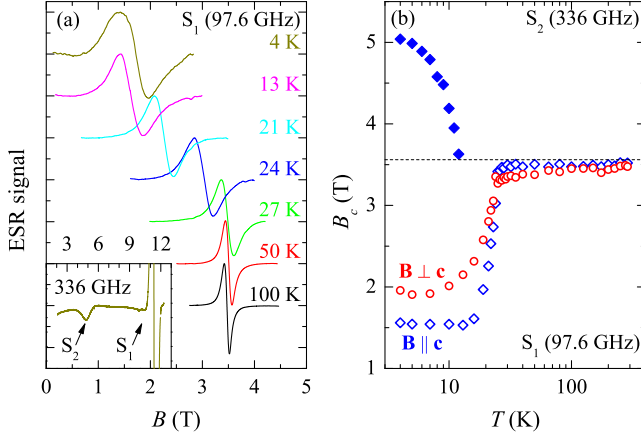 (a) S₁ (97.6 GHz)
4 K
13 K
21 K
24 K
27 K
50 K
100 K
ESR signal
3 6 9 12
336 GHz
S₂ S₁
0 1 2 3 4 5
B (T)
(b) S₂ (336 GHz)
5
4
3
2
1
B_c (T)
B ⊥ c
B || c
S₁ (97.6 GHz)
10 100
T (K)